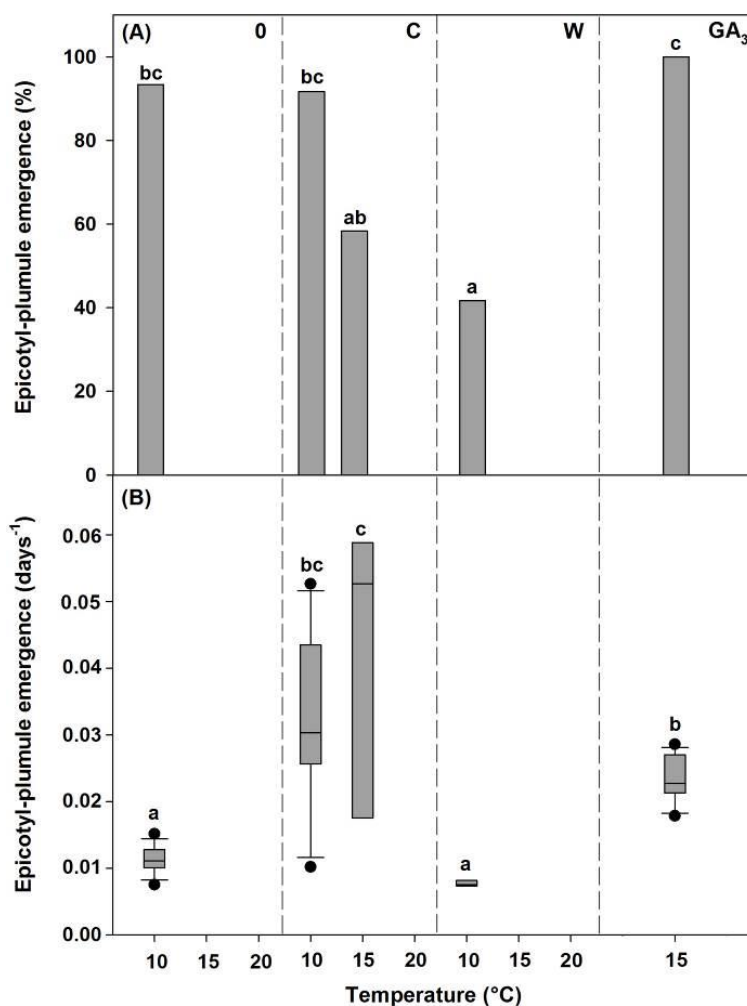 (A) 0 C W GA3
Epicotyl-plumule emergence (%)
100
80
60
40
20
0
bc
bc
ab
a
c
(B)
Epicotyl-plumule emergence (days-1)
0.06
0.05
0.04
0.03
0.02
0.01
0.00
a
bc
c
a
b
10 15 20 10 15 20 10 15 20 15
Temperature (°C)